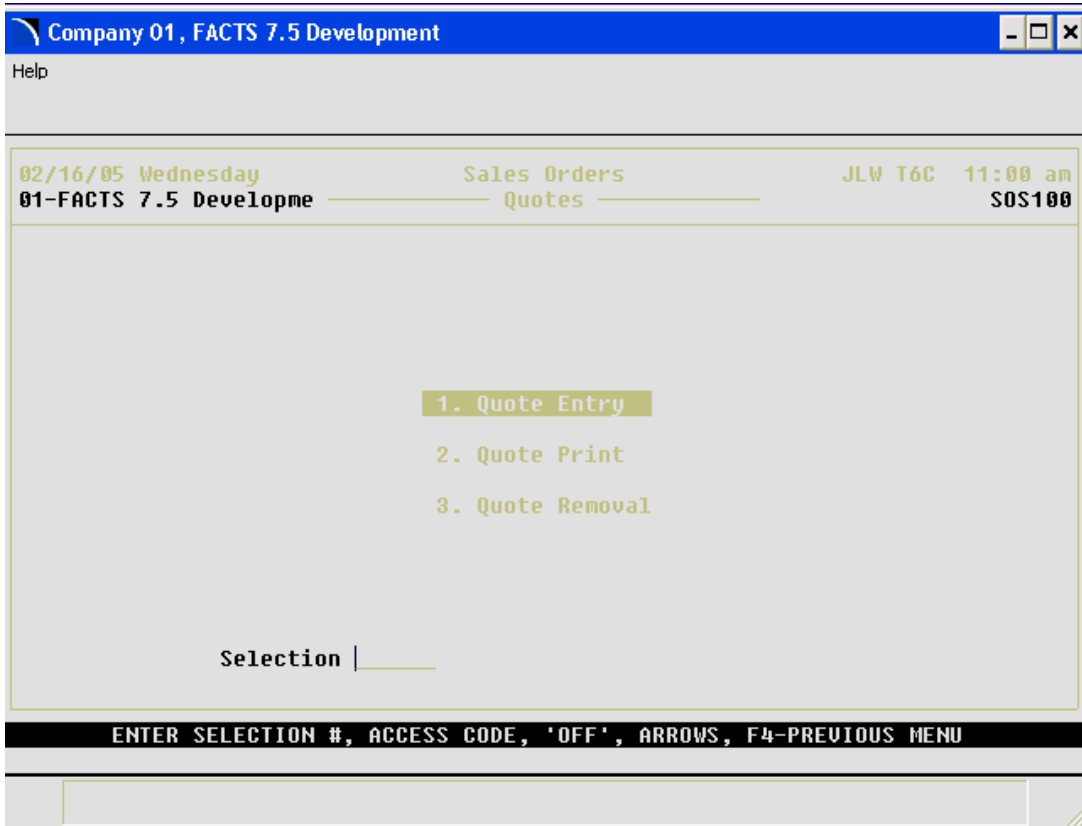 Company 01, FACTS 7.5 Development
Help
02/16/05 Wednesday Sales Orders JLW T6C 11:00 am
01-FACTS 7.5 Developme Quotes SOS100
1. Quote Entry
2. Quote Print
3. Quote Removal
Selection
ENTER SELECTION #, ACCESS CODE, 'OFF', ARROWS, F4-PREVIOUS MENU